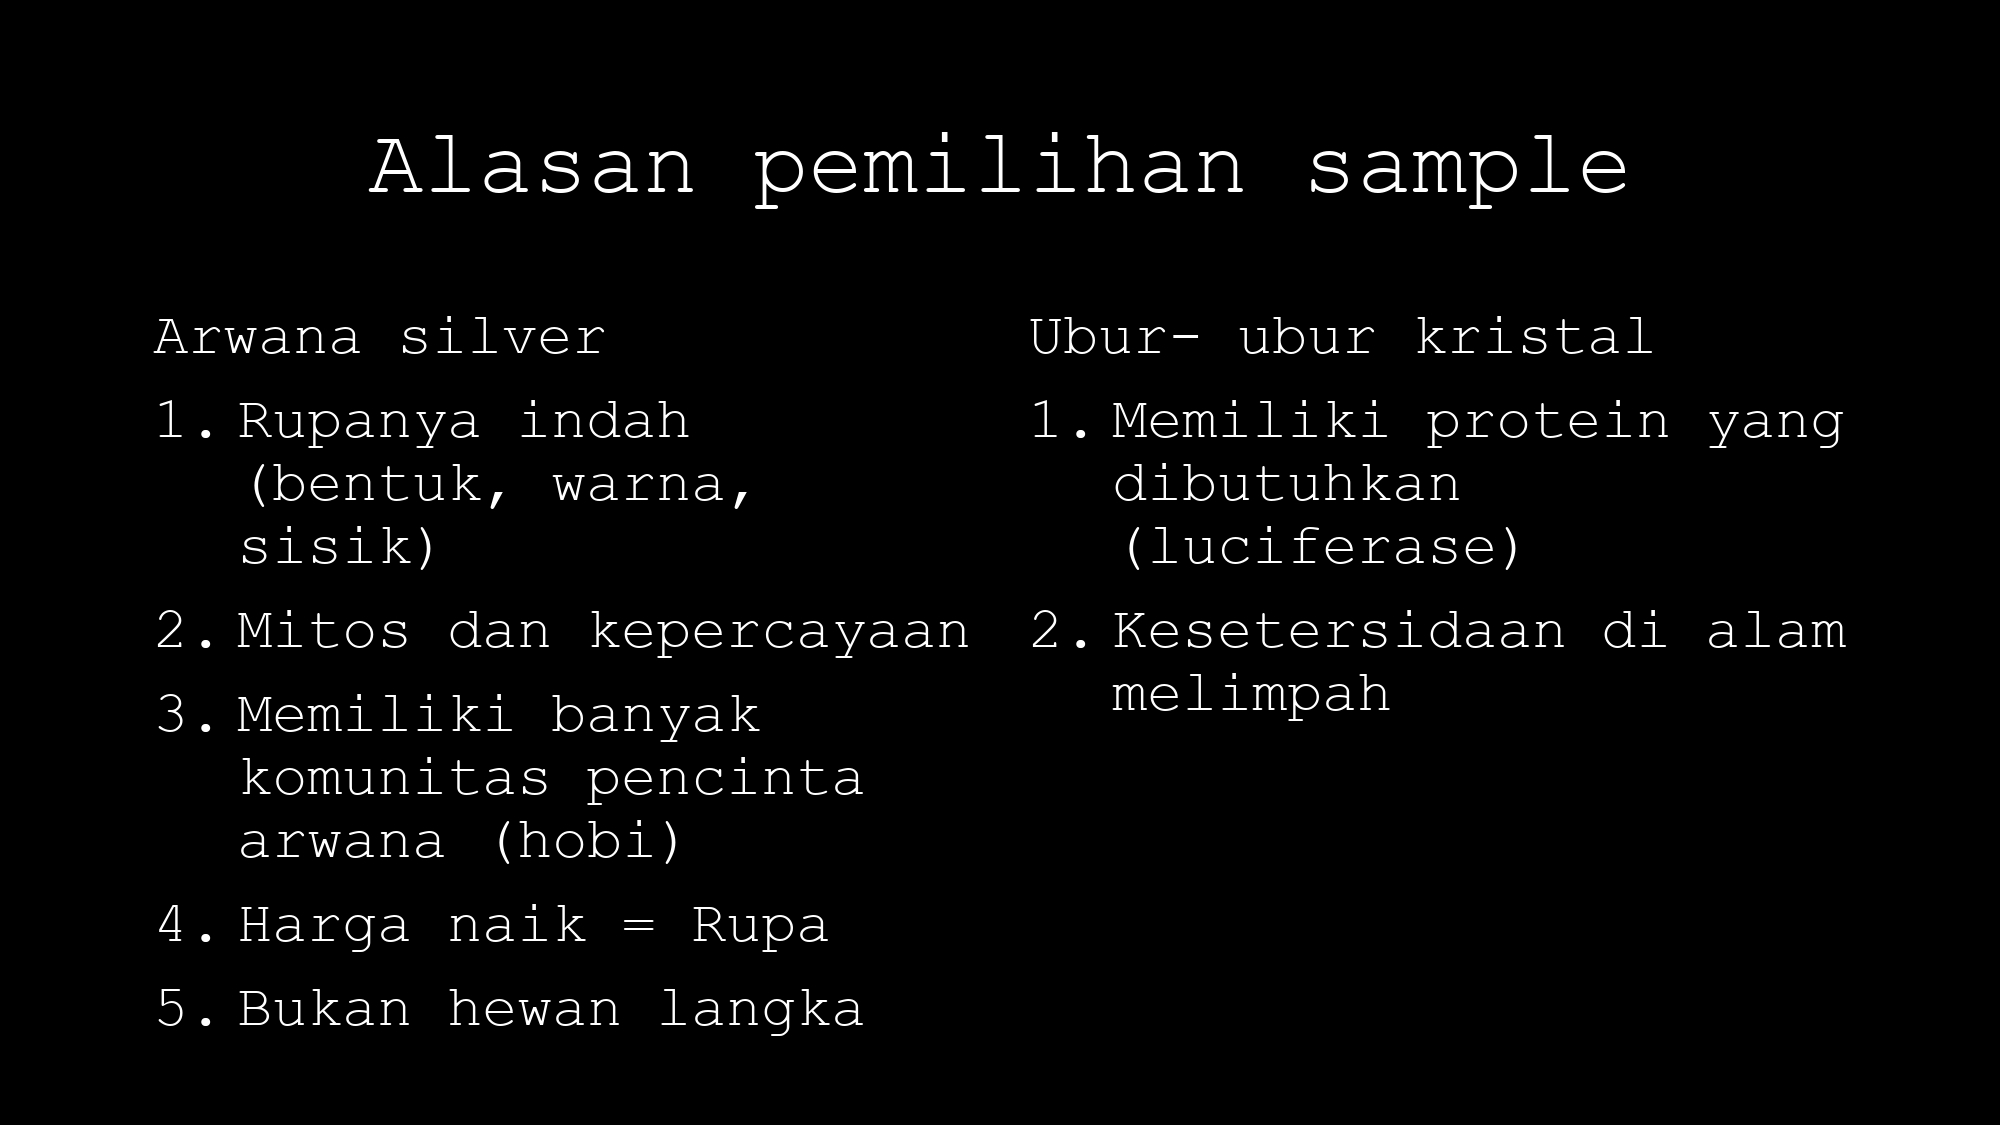 Alasan pemilihan sample
Arwana silver
1. Rupanya indah
(bentuk, warna,
sisik)
2. Mitos dan kepercayaan
3. Memiliki banyak
komunitas pencinta
arwana (hobi)
4. Harga naik = Rupa
5. Bukan hewan langka
Ubur- ubur kristal
1. Memiliki protein yang
dibutuhkan
(luciferase)
2. Kesetersidaan di alam
melimpah